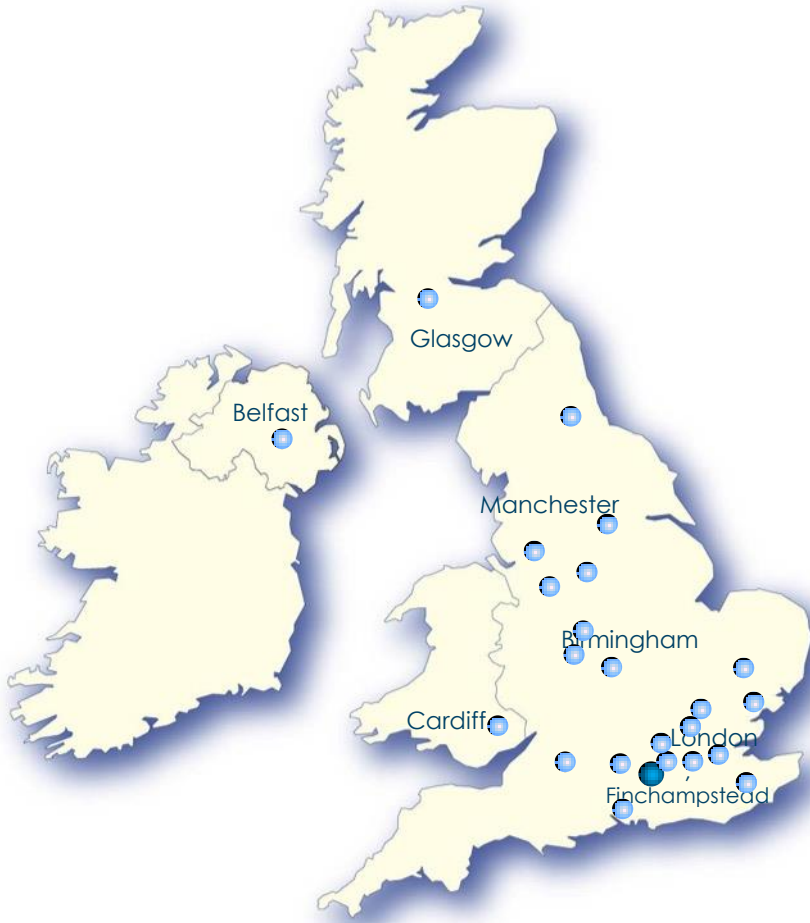 Glasgow
Belfast
Manchester
Birmingham
Cardiff
London
,
Finchampstead